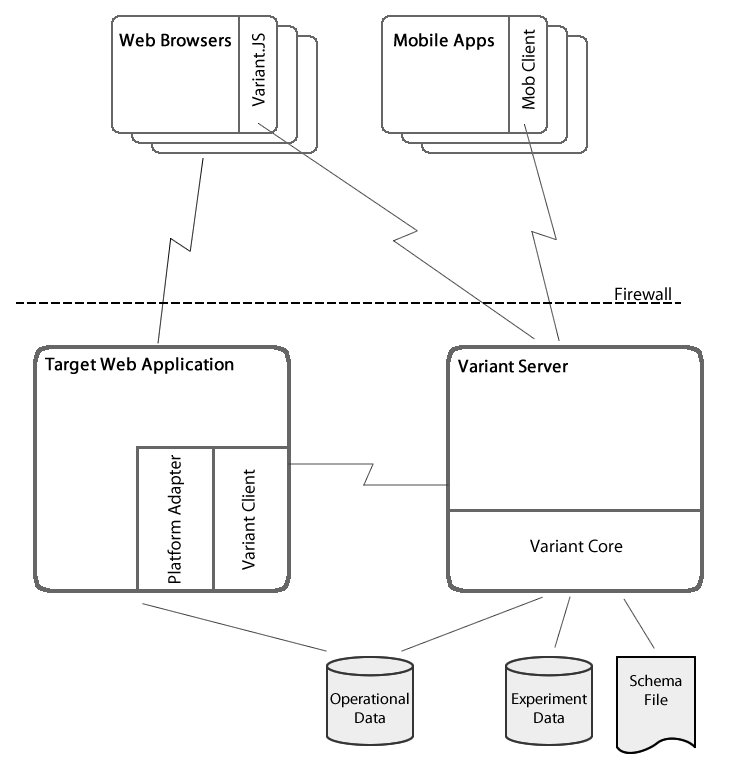 Web Browsers
Variant.JS
Mobile Apps
Mob Client
Firewall
Target Web Application
Platform Adapter
Variant Client
Variant Server
Variant Core
Operational
Data
Experiment
Data
Schema
File